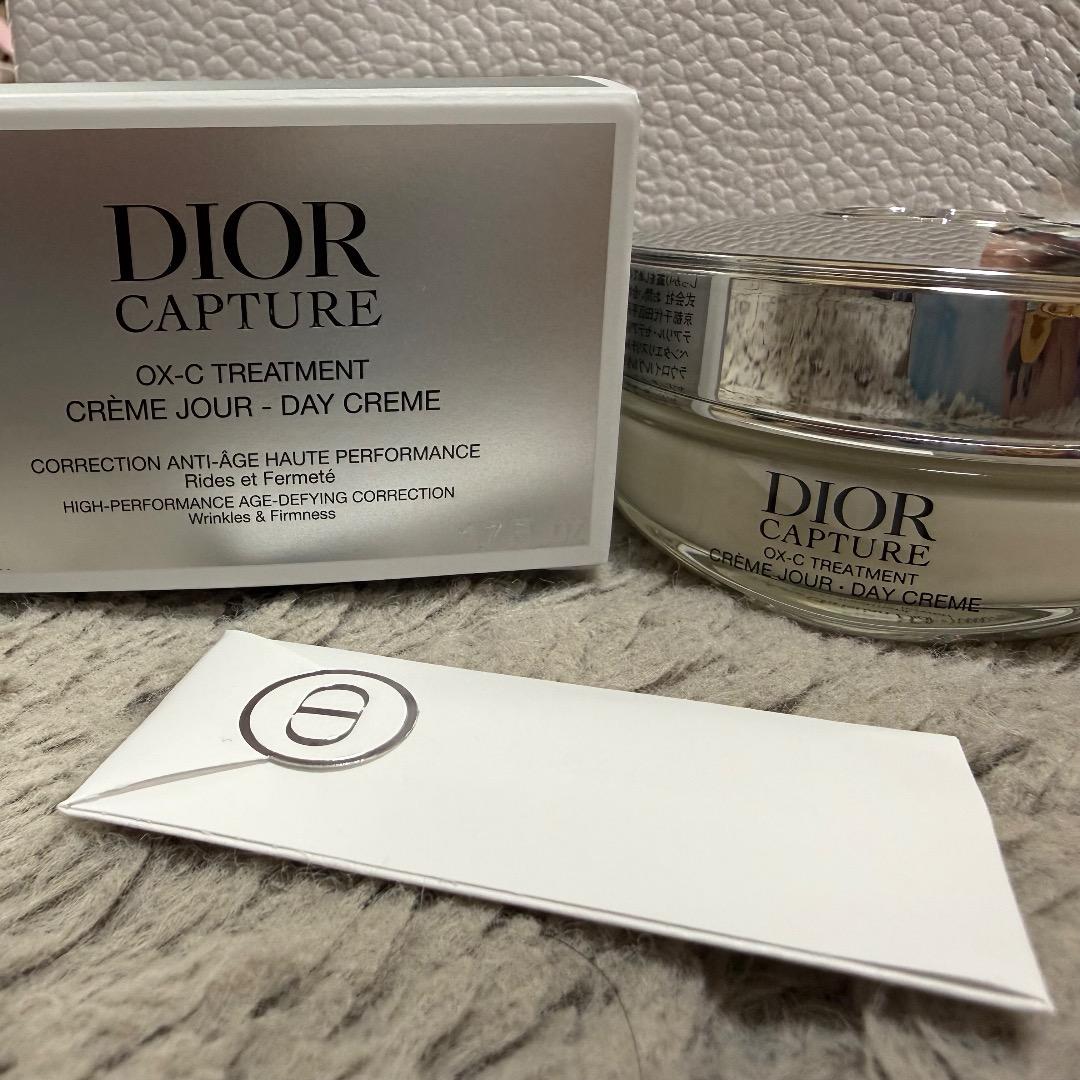 DIOR
CAPTURE
OX-C TREATMENT
CRÈME JOUR - DAY CREME
CORRECTION ANTI-ÂGE HAUTE PERFORMANCE
Rides et Fermeté
HIGH-PERFORMANCE AGE-DEFYING CORRECTION
Wrinkles & Firmness
DIOR
CAPTURE
OX-C TREATMENT
CRÈME JOUR · DAY CREME